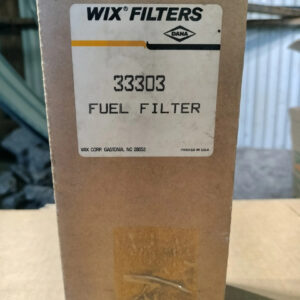 WIX® FILTERS
DANA
33303
FUEL FILTER
WIX CORP. GASTONIA, NC 28052